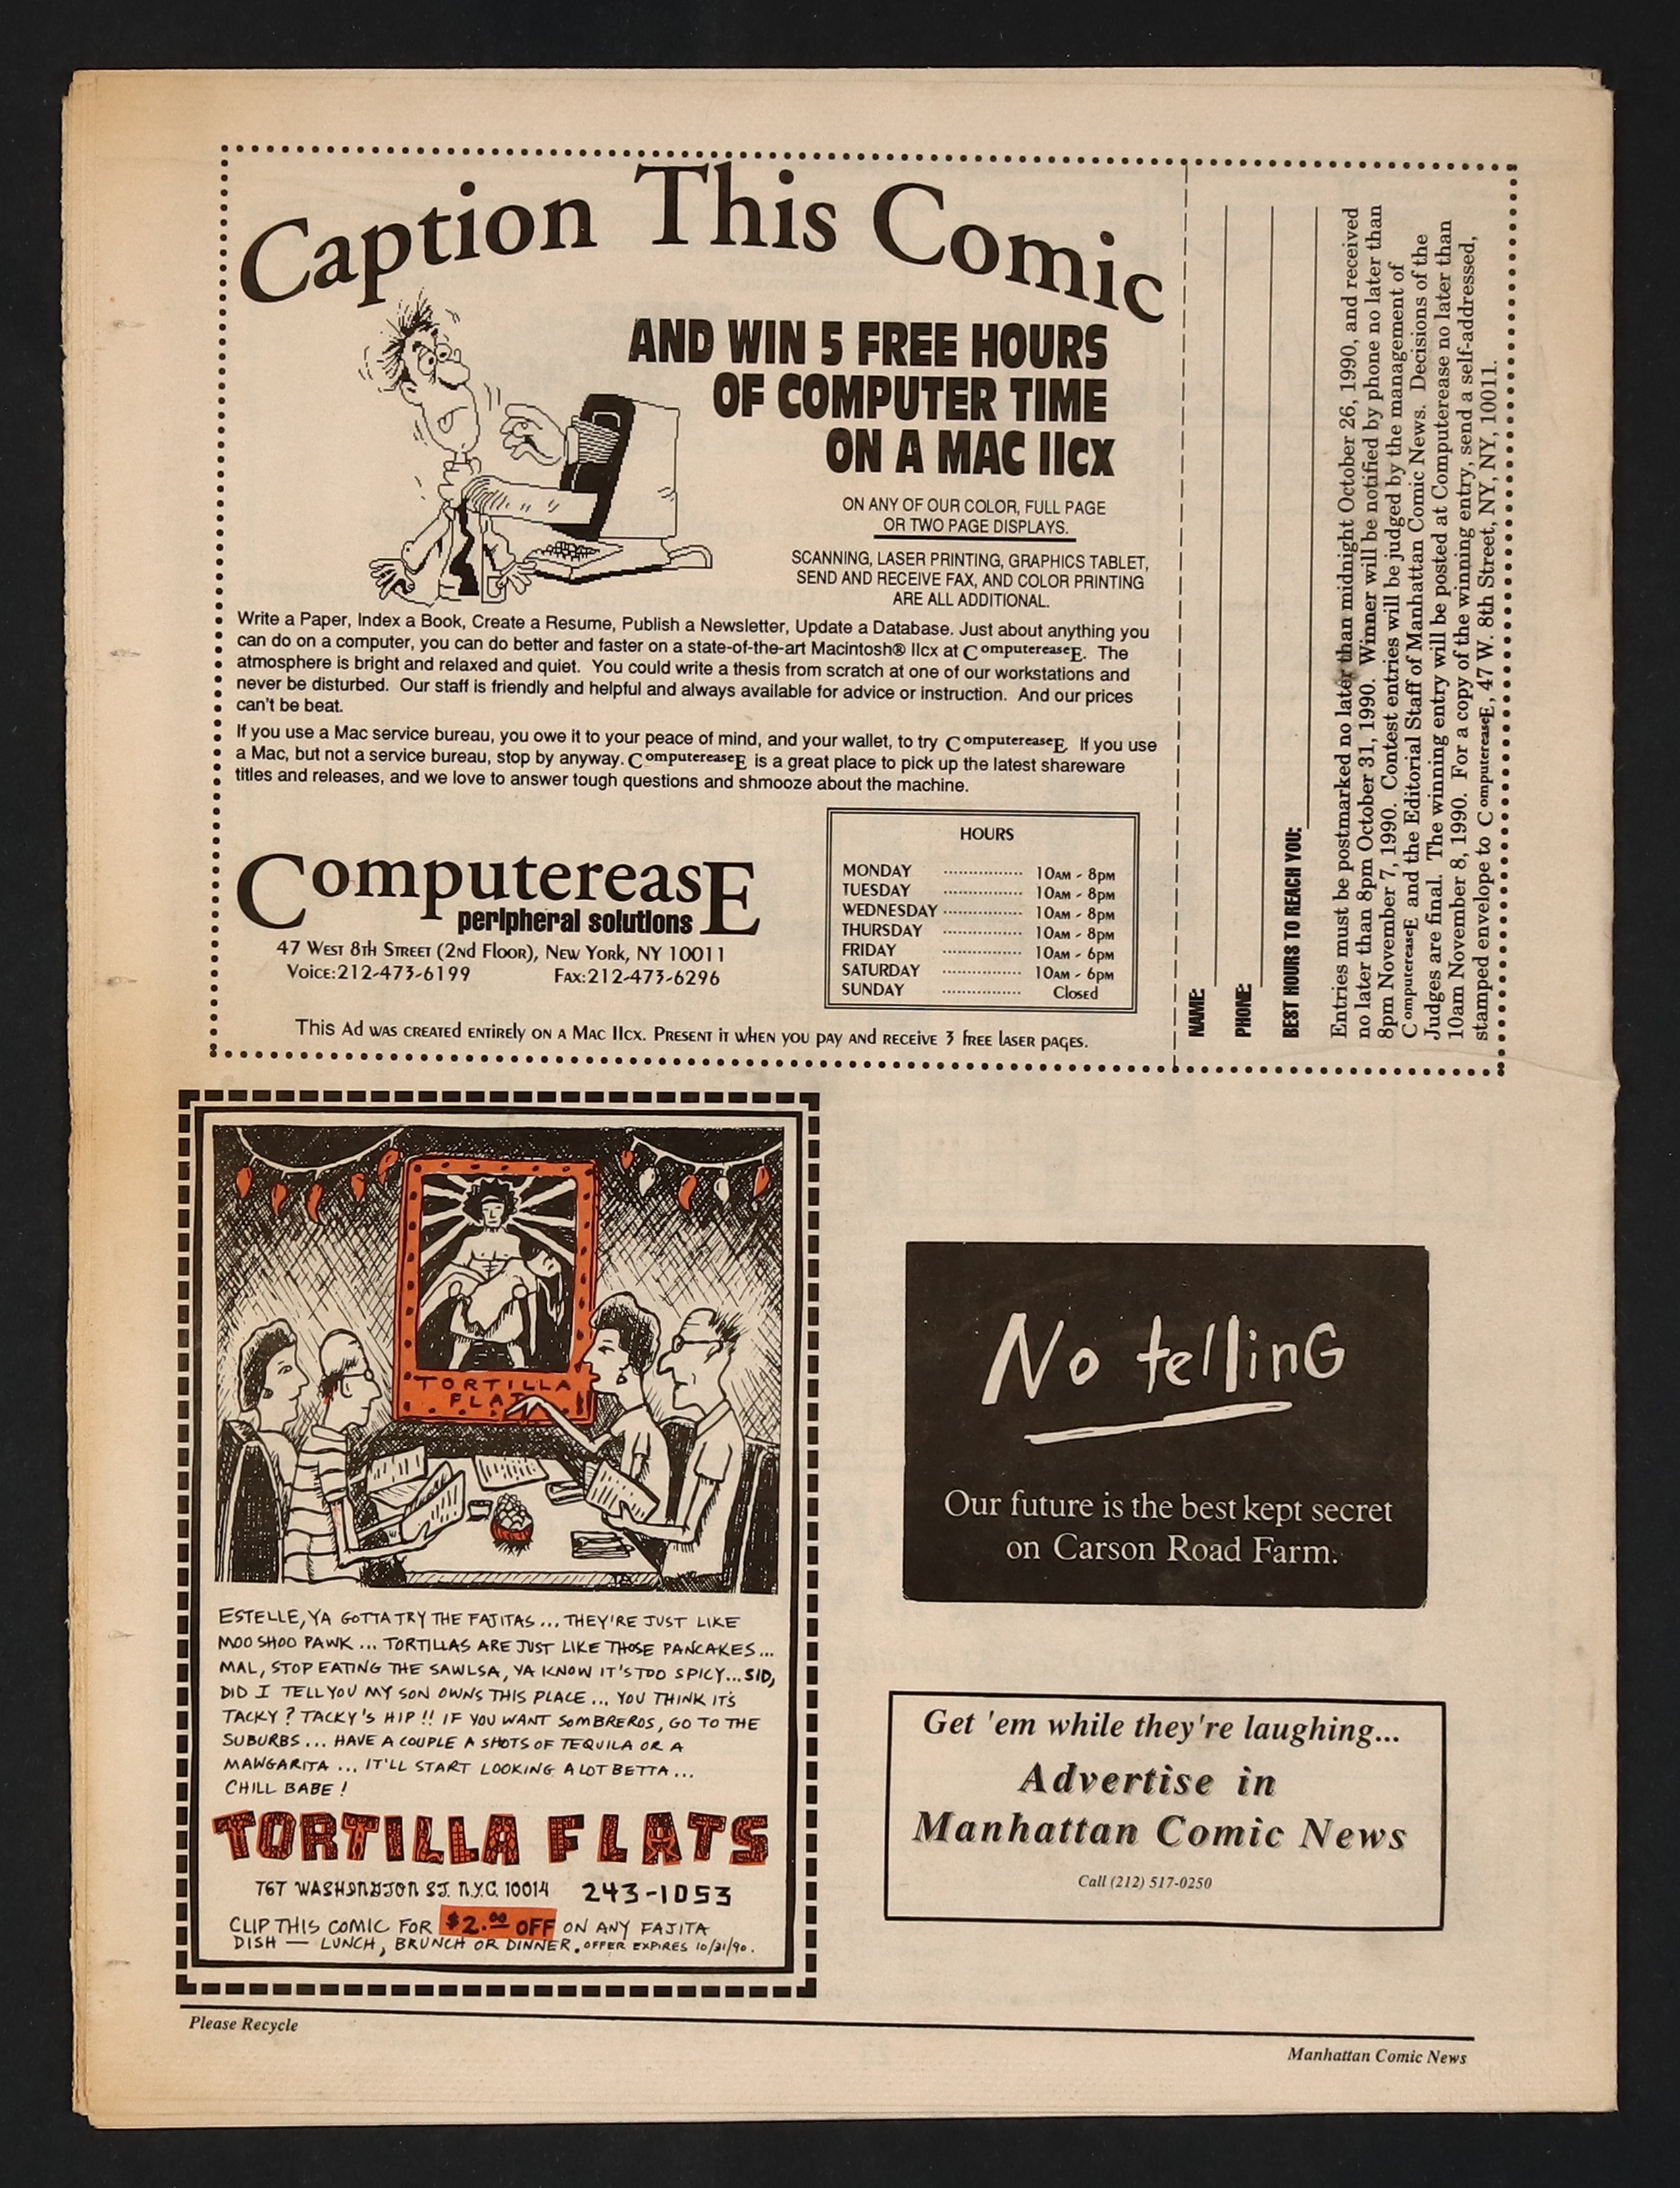 Caption This Comic
AND WIN 5 FREE HOURS
OF COMPUTER TIME
ON A MAC IIcx
ON ANY OF OUR COLOR, FULL PAGE
OR TWO PAGE DISPLAYS.
SCANNING, LASER PRINTING, GRAPHICS TABLET,
SEND AND RECEIVE FAX, AND COLOR PRINTING
ARE ALL ADDITIONAL.
Write a Paper, Index a Book, Create a Resume, Publish a Newsletter, Update a Database. Just about anything you
can do on a computer, you can do better and faster on a state-of-the-art Macintosh® IIcx at ComputereasE. The
atmosphere is bright and relaxed and quiet. You could write a thesis from scratch at one of our workstations and
never be disturbed. Our staff is friendly and helpful and always available for advice or instruction. And our prices
can't be beat.
If you use a Mac service bureau, you owe it to your peace of mind, and your wallet, to try ComputereasE. If you use
a Mac, but not a service bureau, stop by anyway. ComputereasE is a great place to pick up the latest shareware
titles and releases, and we love to answer tough questions and shmooze about the machine.
ComputereasE
peripheral solutions
47 West 8th Street (2nd Floor), New York, NY 10011
Voice:212-473-6199 Fax:212-473-6296
HOURS
MONDAY ............... 10AM - 8PM
TUESDAY ............... 10AM - 8PM
WEDNESDAY ............... 10AM - 8PM
THURSDAY ............... 10AM - 8PM
FRIDAY ............... 10AM - 6PM
SATURDAY ............... 10AM - 6PM
SUNDAY ............... Closed
This Ad was created entirely on a Mac IIcx. Present it when you pay and receive 3 free laser pages.
NAME:
PHONE:
BEST HOURS TO REACH YOU:
Entries must be postmarked no later than midnight October 26, 1990, and received
no later than 8pm October 31, 1990. Winner will be notified by phone no later than
8pm November 7, 1990. Contest entries will be judged by the management of
ComputereasE and the Editorial Staff of Manhattan Comic News. Decisions of the
Judges are final. The winning entry will be posted at Computerease no later than
10am November 8, 1990. For a copy of the winning entry, send a self-addressed,
stamped envelope to ComputereasE, 47 W. 8th Street, NY, NY, 10011.
TORTILLA
FLATS
ESTELLE, YA GOTTA TRY THE FAJITAS ... THEY'RE JUST LIKE
MOO SHOO PAWK ... TORTILLAS ARE JUST LIKE THOSE PANCAKES ...
MAL, STOP EATING THE SAWLSA, YA KNOW IT'S TOO SPICY... SID,
DID I TELL YOU MY SON OWNS THIS PLACE ... YOU THINK IT'S
TACKY? TACKY'S HIP!! IF YOU WANT SOMBREROS, GO TO THE
SUBURBS ... HAVE A COUPLE A SHOTS OF TEQUILA OR A
MAWGARITA ... IT'LL START LOOKING A LOT BETTA ...
CHILL BABE!
TORTILLA FLATS
767 WASHINGTON ST. N.Y.C. 10014 243-1053
CLIP THIS COMIC FOR $2.00 OFF ON ANY FAJITA
DISH — LUNCH, BRUNCH OR DINNER. OFFER EXPIRES 10/31/90.
No telling
Our future is the best kept secret
on Carson Road Farm.
Get 'em while they're laughing...
Advertise in
Manhattan Comic News
Call (212) 517-0250
Please Recycle
Manhattan Comic News